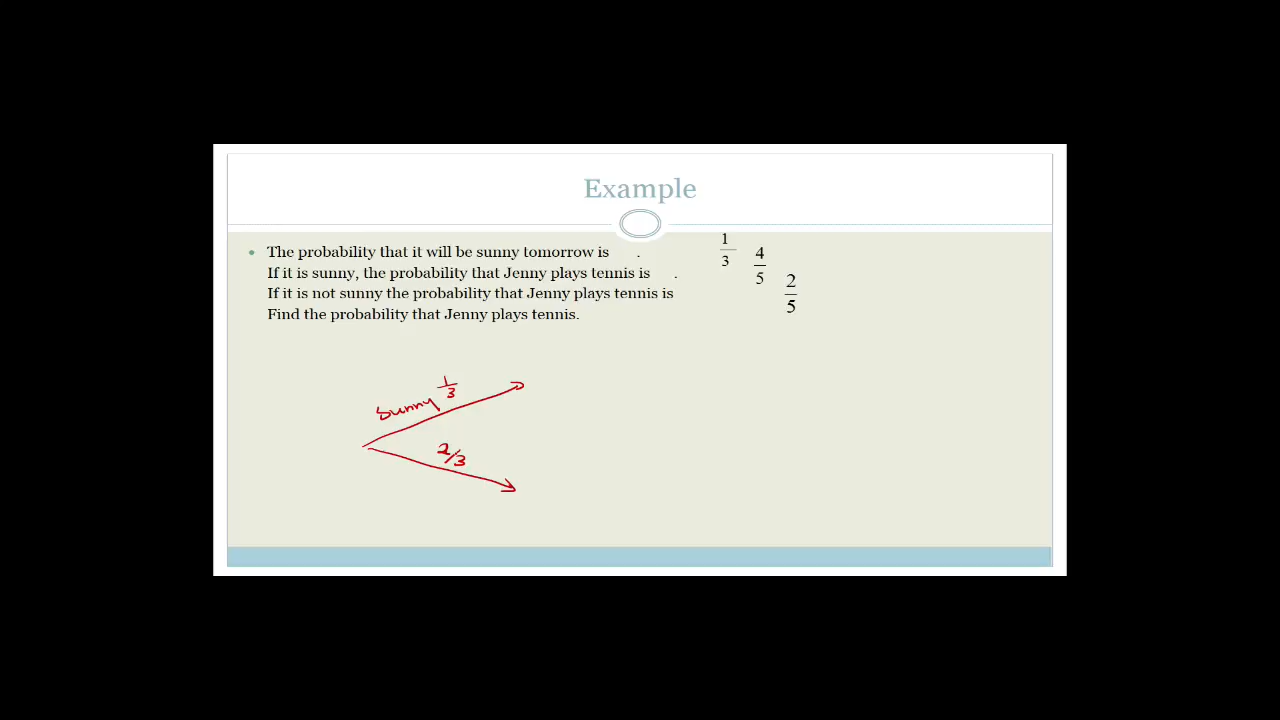 Example
The probability that it will be sunny tomorrow is .
If it is sunny, the probability that Jenny plays tennis is .
If it is not sunny the probability that Jenny plays tennis is
Find the probability that Jenny plays tennis.
1/3
4/5
2/5
sunny 1/3
2/3